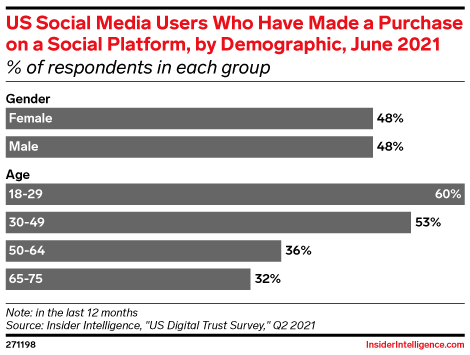 US Social Media Users Who Have Made a Purchase
on a Social Platform, by Demographic, June 2021
% of respondents in each group
Gender
Female 48%
Male 48%
Age
18-29 60%
30-49 53%
50-64 36%
65-75 32%
Note: in the last 12 months
Source: Insider Intelligence, "US Digital Trust Survey," Q2 2021
271198 InsiderIntelligence.com